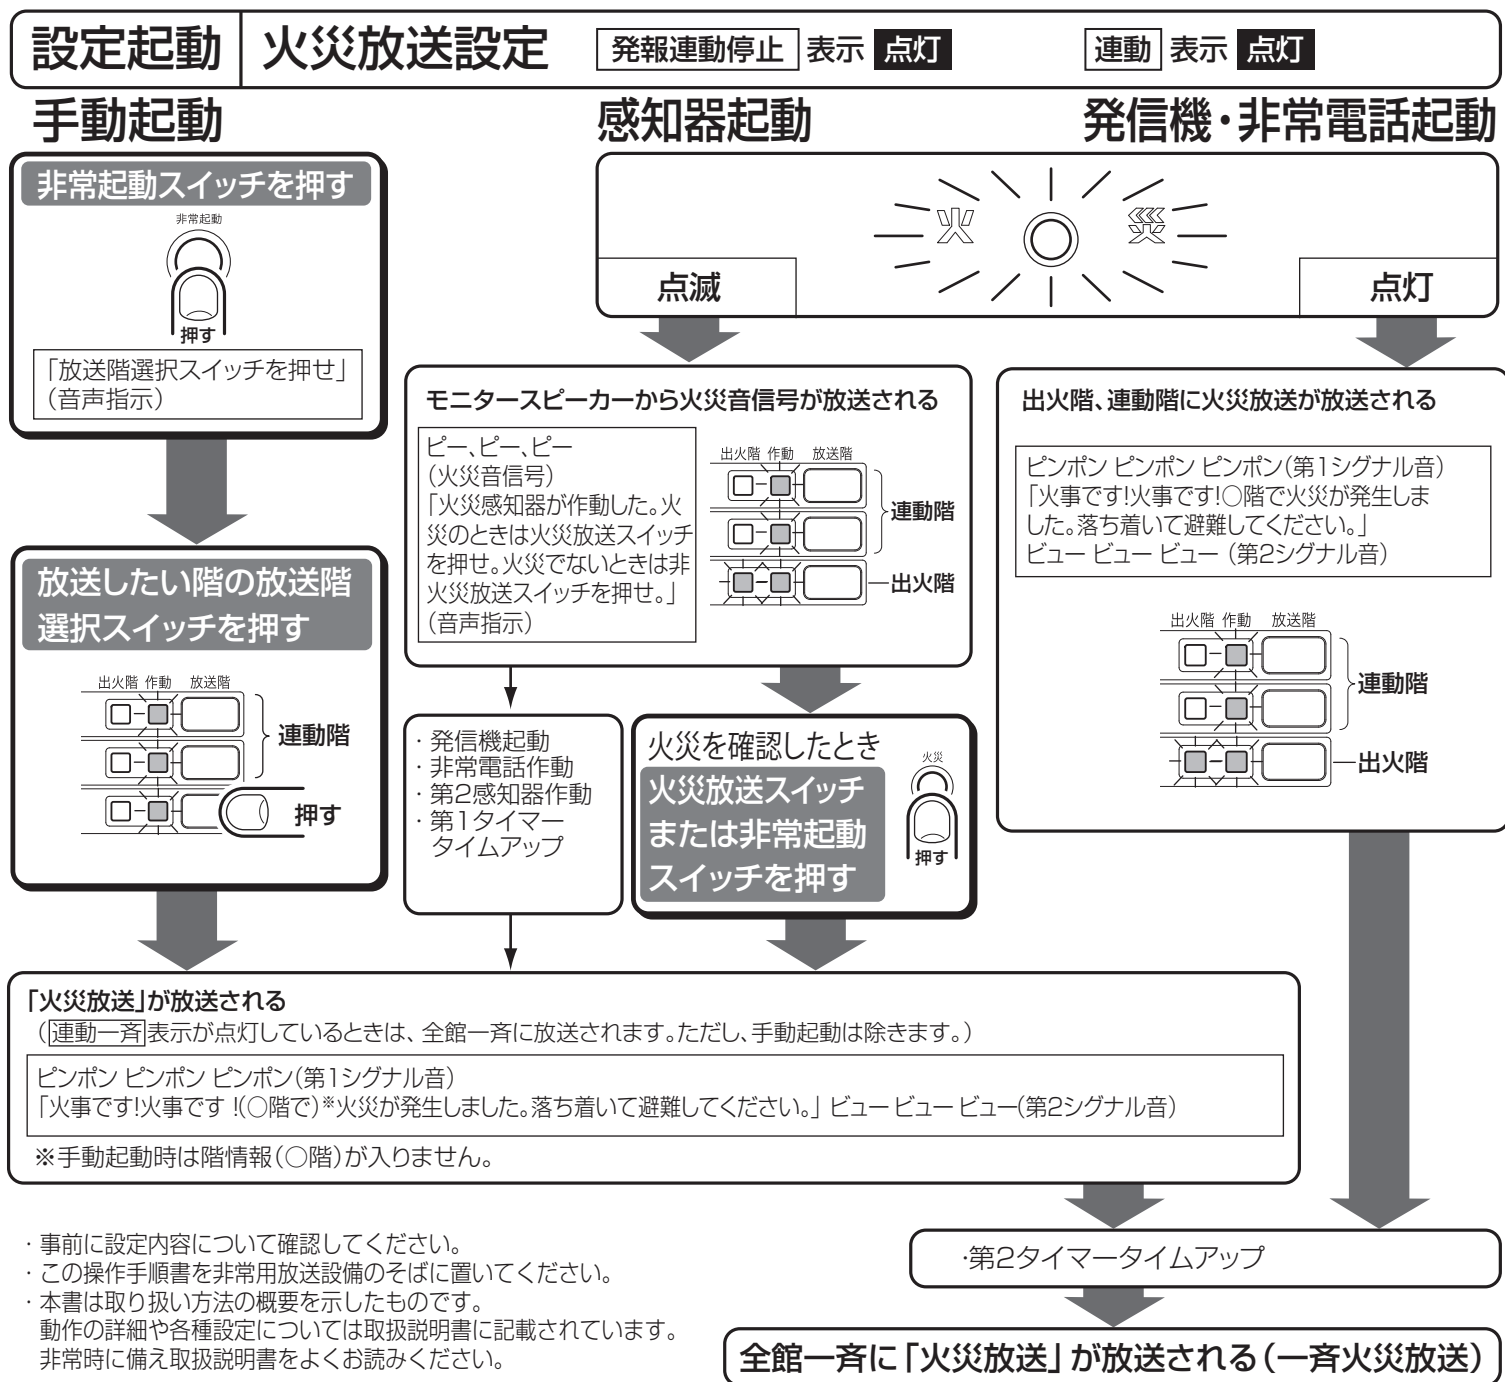 設定起動 火災放送設定 発報連動停止 表示 点灯 連動 表示 点灯
手動起動
非常起動スイッチを押す
非常起動
押す
「放送階選択スイッチを押せ」
(音声指示)
放送したい階の放送階
選択スイッチを押す
出火階 作動 放送階
連動階
押す
感知器起動
発信機・非常電話起動
火 災
点滅
点灯
モニタースピーカーから火災音信号が放送される
ピー、ピー、ピー
(火災音信号)
「火災感知器が作動した。火
災のときは火災放送スイッチ
を押せ。火災でないときは非
火災放送スイッチを押せ。」
(音声指示)
出火階 作動 放送階
連動階
出火階
・発信機起動
・非常電話作動
・第2感知器作動
・第1タイマー
タイムアップ
火災を確認したとき
火災放送スイッチ
または非常起動
スイッチを押す
火災
押す
出火階、連動階に火災放送が放送される
ピンポン ピンポン ピンポン(第1シグナル音)
「火事です!火事です!○階で火災が発生しま
した。落ち着いて避難してください。」
ビュー ビュー ビュー (第2シグナル音)
出火階 作動 放送階
連動階
出火階
「火災放送」が放送される
(連動一斉表示が点灯しているときは、全館一斉に放送されます。ただし、手動起動は除きます。)
ピンポン ピンポン ピンポン(第1シグナル音)
「火事です!火事です !(○階で)※火災が発生しました。落ち着いて避難してください。」 ビュー ビュー ビュー(第2シグナル音)
※手動起動時は階情報(○階)が入りません。
・第2タイマータイムアップ
全館一斉に「火災放送」が放送される(一斉火災放送)
・事前に設定内容について確認してください。
・この操作手順書を非常用放送設備のそばに置いてください。
・本書は取り扱い方法の概要を示したものです。
動作の詳細や各種設定については取扱説明書に記載されています。
非常時に備え取扱説明書をよくお読みください。